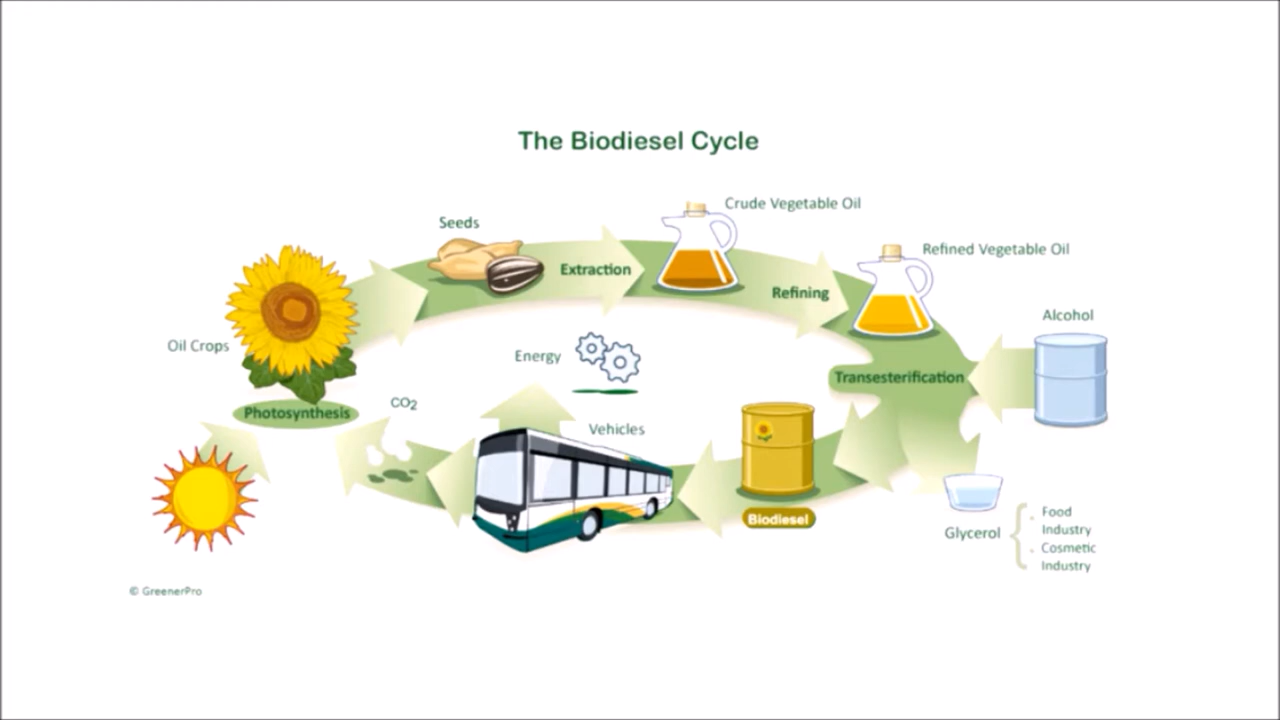 The Biodiesel Cycle
Crude Vegetable Oil
Seeds
Refined Vegetable Oil
Extraction
Refining
Alcohol
Oil Crops
Energy
Transesterification
CO2
Photosynthesis
Vehicles
Biodiesel
Glycerol
Food
Industry
Cosmetic
Industry
© GreenerPro